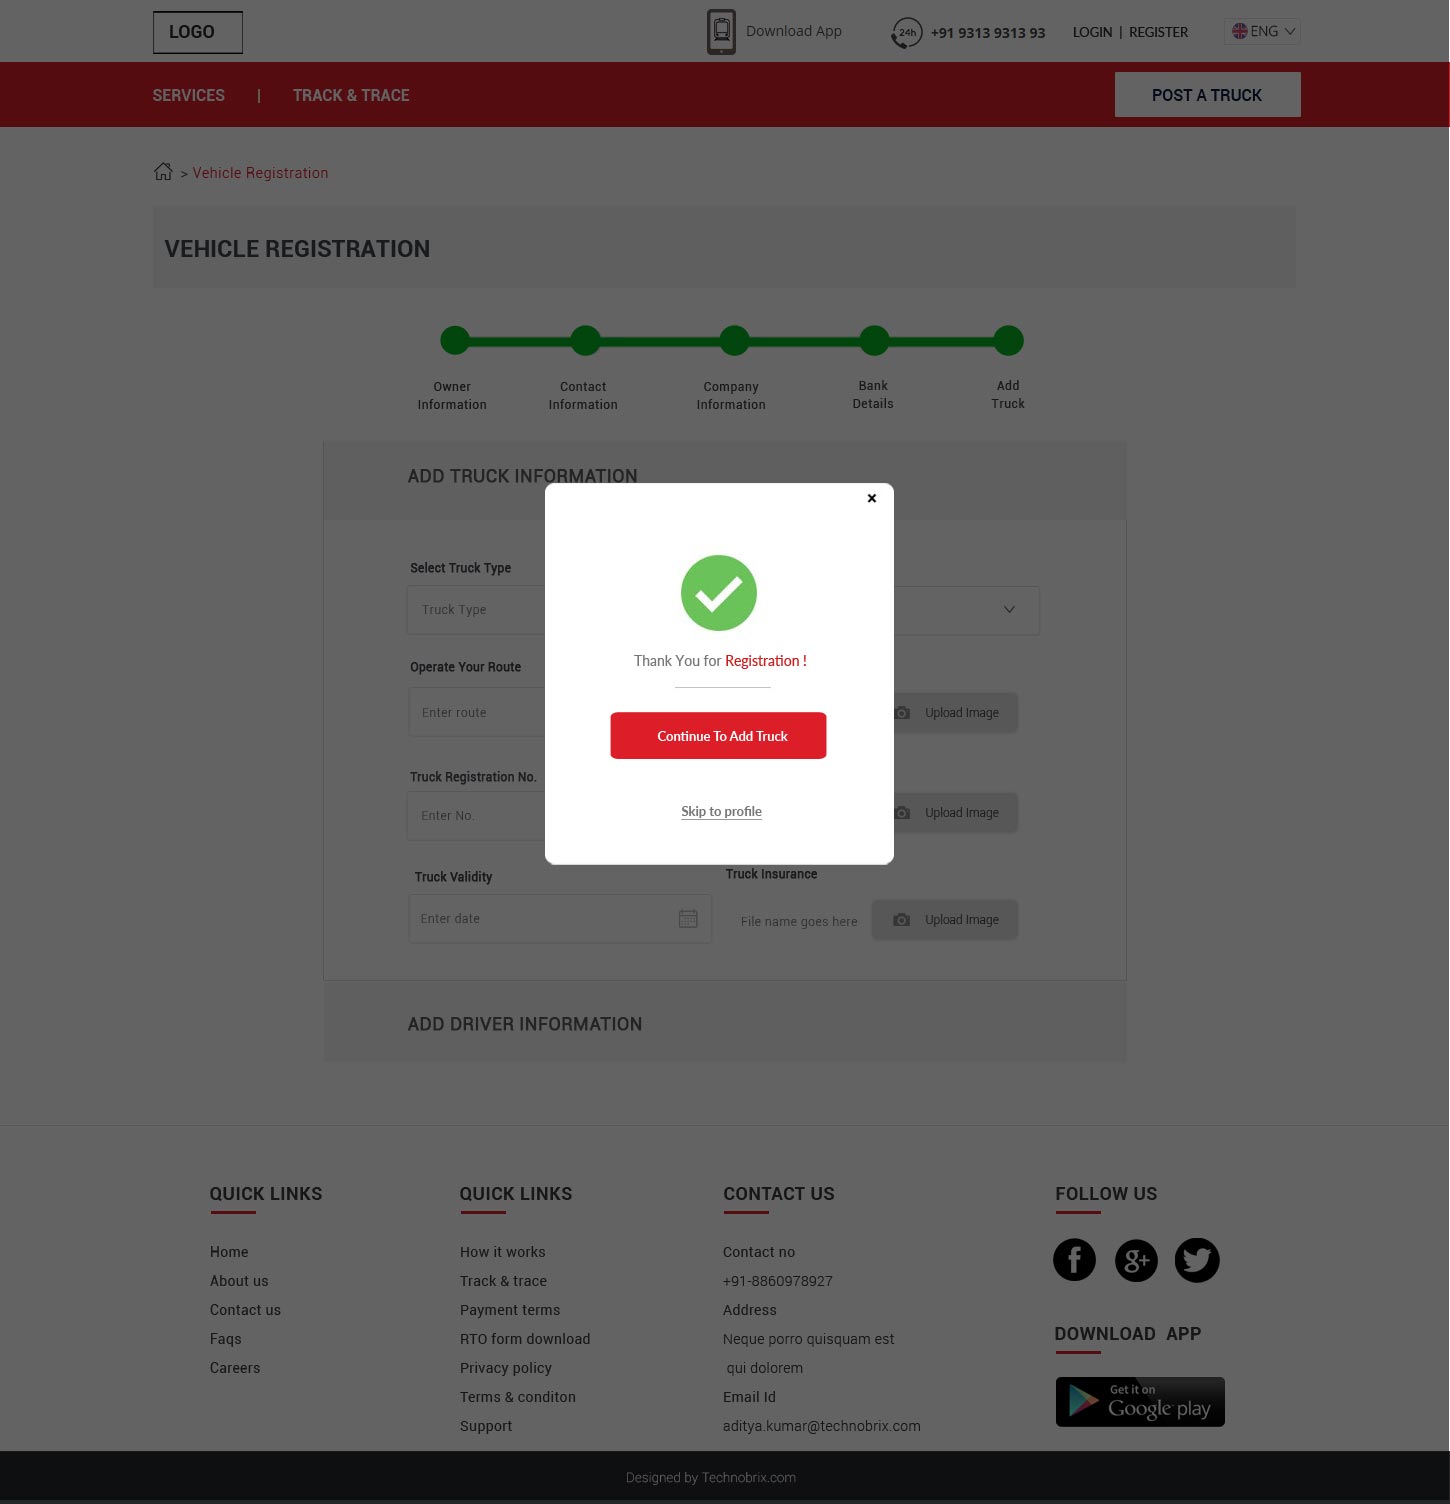 LOGO
Download App
24h
+91 9313 9313 93
LOGIN | REGISTER
ENG
SERVICES | TRACK & TRACE
POST A TRUCK
> Vehicle Registration
VEHICLE REGISTRATION
Owner
Information
Contact
Information
Company
Information
Bank
Details
Add
Truck
ADD TRUCK INFORMATION
Select Truck Type
Truck Type
Operate Your Route
Enter route
Upload Image
Truck Registration No.
Enter No.
Upload Image
Truck Validity
Enter date
Truck Insurance
File name goes here
Upload Image
×
Thank You for Registration !
Continue To Add Truck
Skip to profile
ADD DRIVER INFORMATION
QUICK LINKS
Home
About us
Contact us
Faqs
Careers
QUICK LINKS
How it works
Track & trace
Payment terms
RTO form download
Privacy policy
Terms & conditon
Support
CONTACT US
Contact no
+91-8860978927
Address
Neque porro quisquam est
qui dolorem
Email Id
aditya.kumar@technobrix.com
FOLLOW US
f
g+
DOWNLOAD APP
Get it on
Google play
Designed by Technobrix.com